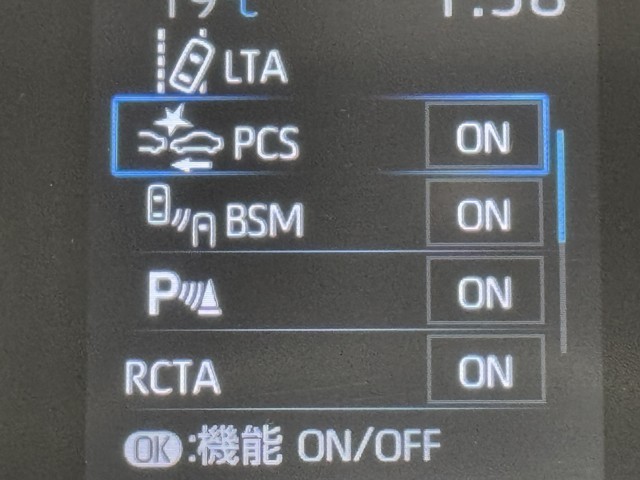 LTA
PCS ON
BSM ON
P ON
RCTA ON
OK:機能 ON/OFF